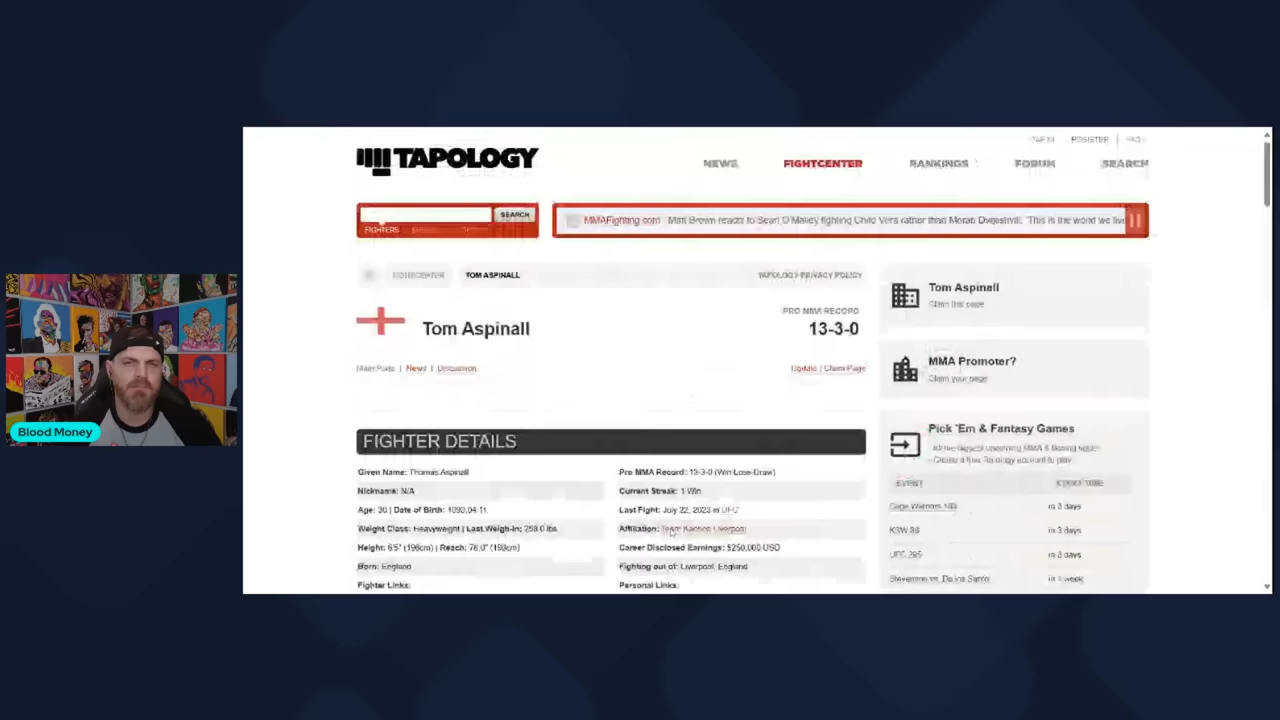 TAPOLOGY
REGISTER
NEWS
FIGHTCENTER
RANKINGS
FORUM
SEARCH
SEARCH
FIGHTERS
MMAFighting.com Matt Brown reacts to Sean O'Malley fighting Chito Vera rather than Merab Dvalishvili: 'This is the world we live
FIGHTCENTER
TOM ASPINALL
TAPOLOGY PRIVACY POLICY
Tom Aspinall
PRO MMA RECORD
13-3-0
Main Page | News | Discussion
Update / Claim Page
FIGHTER DETAILS
Given Name: Thomas Aspinall
Pro MMA Record: 13-3-0 (Win-Loss-Draw)
Nickname: N/A
Current Streak: 1 Win
Age: 30 | Date of Birth: 1993.04.11
Last Fight: July 22, 2023 in UFC
Weight Class: Heavyweight | Last Weigh-In:
Affiliation: Team Kaobon Liverpool
Height: 6'5" (196cm) | Reach: 78.0" (198cm)
Career Disclosed Earnings: $250,000 USD
Born: England
Fighting out of: Liverpool, England
Fighter Links:
Personal Links:
Tom Aspinall
Claim this page
MMA Promoter?
Claim your page
Pick 'Em & Fantasy Games
EVENT
in 3 days
KSW
in 3 days
UFC
in 3 days
in 1 week
Blood Money